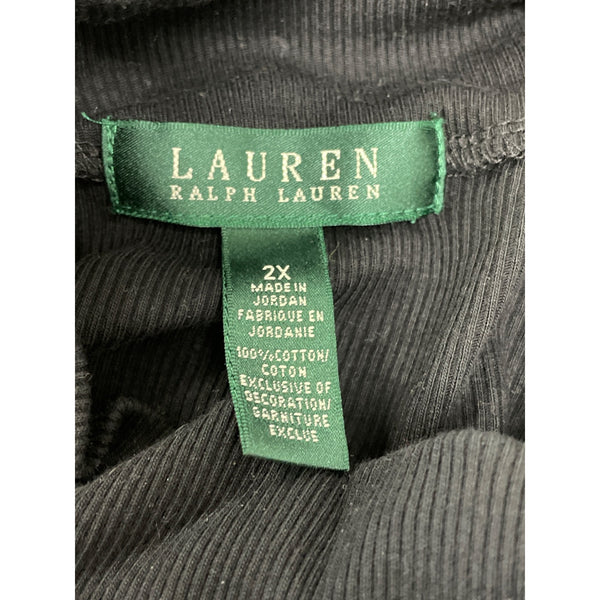 LAUREN
RALPH LAUREN
2X
MADE IN
JORDAN
FABRIQUE EN
JORDANIE
100%COTTON/
COTON
EXCLUSIVE OF
DECORATION/
GARNITURE
EXCLUE